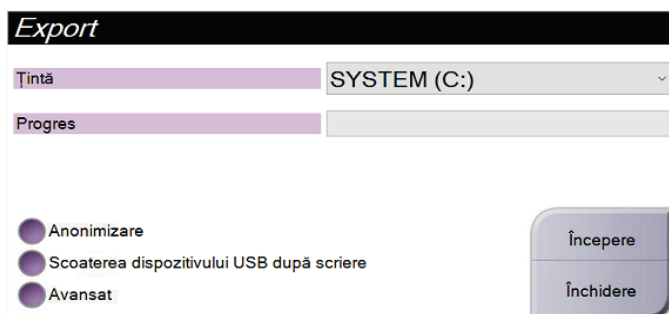 Export
Țintă SYSTEM (C:)
Progres
Anonimizare
Scoaterea dispozitivului USB după scriere
Avansat
Începere
Închidere